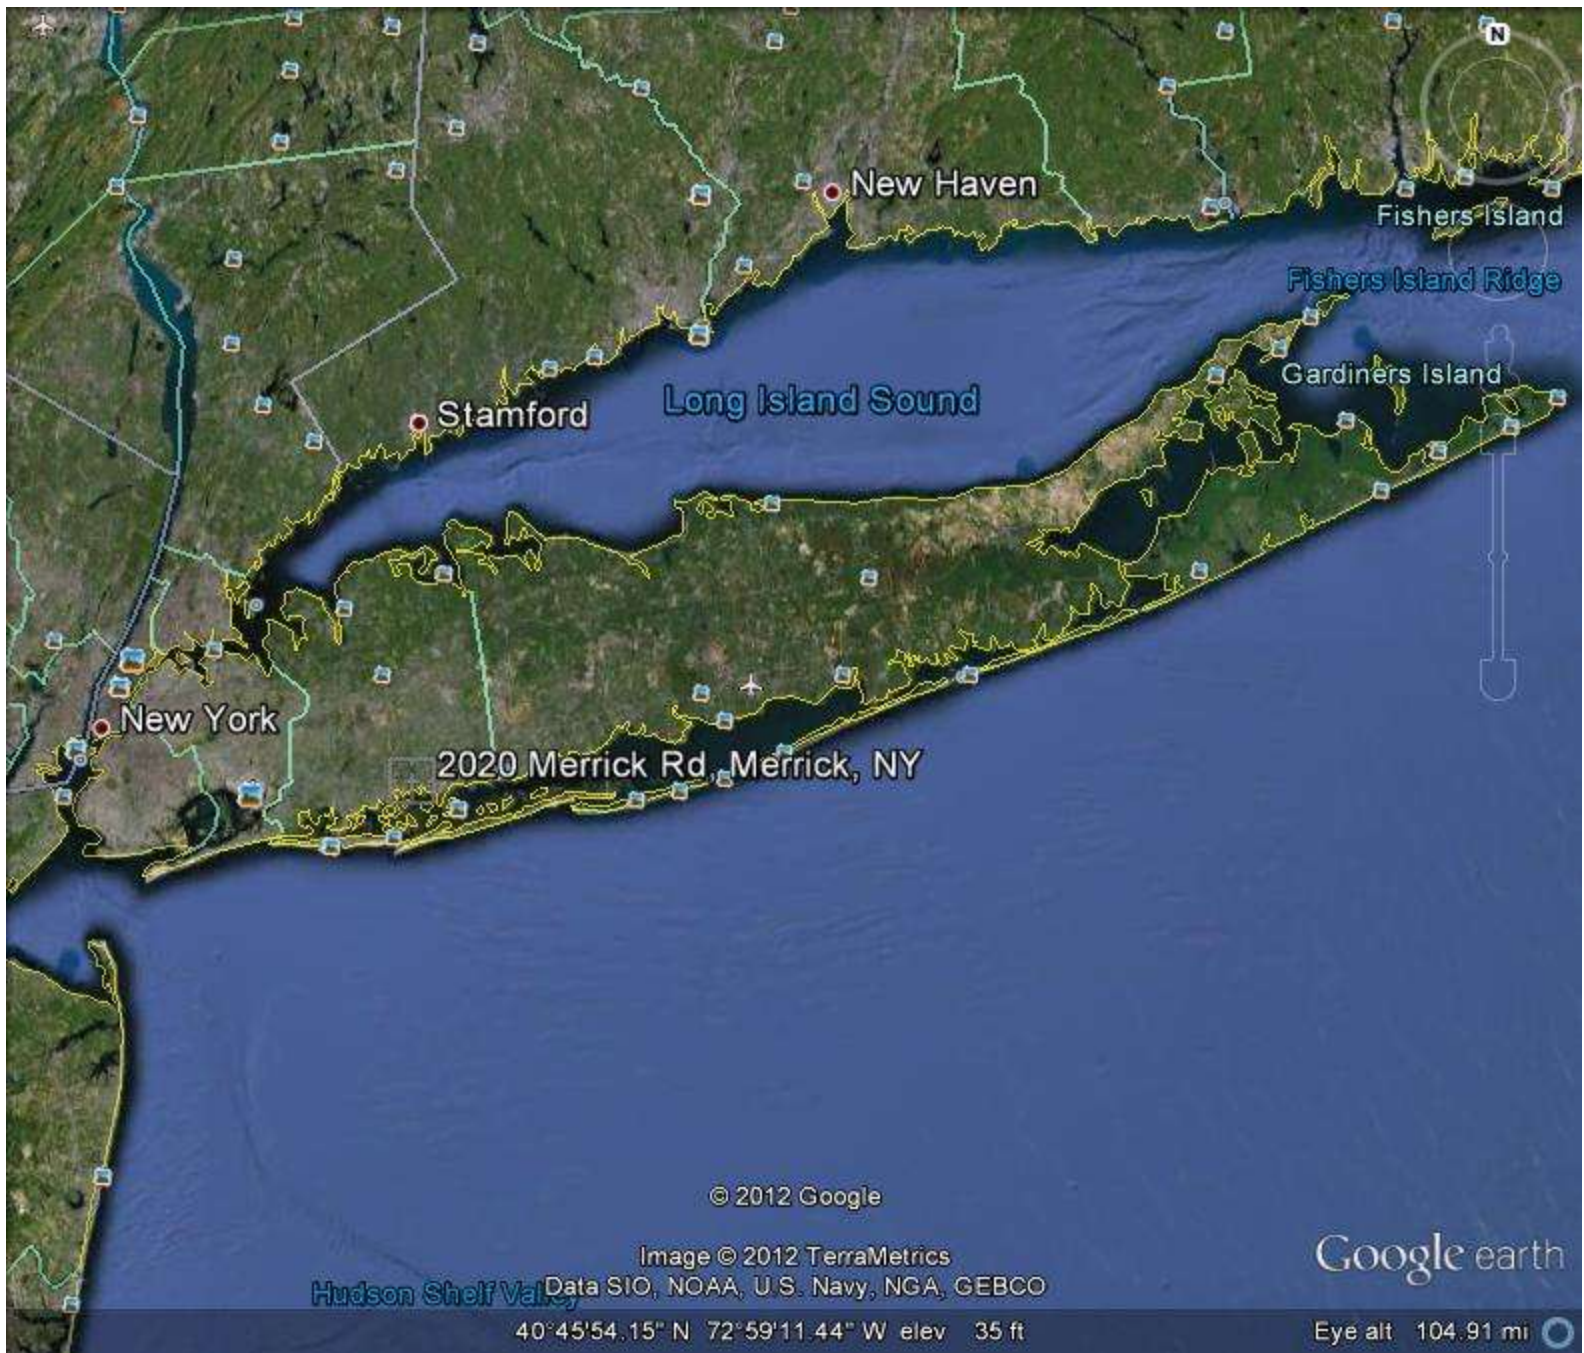 N
New Haven
Fishers Island
Fishers Island Ridge
Gardiners Island
Long Island Sound
Stamford
New York
2020 Merrick Rd, Merrick, NY
© 2012 Google
Image © 2012 TerraMetrics
Data SIO, NOAA, U.S. Navy, NGA, GEBCO
Hudson Shelf Valley
Google earth
40°45'54.15" N 72°59'11.44" W elev 35 ft
Eye alt 104.91 mi